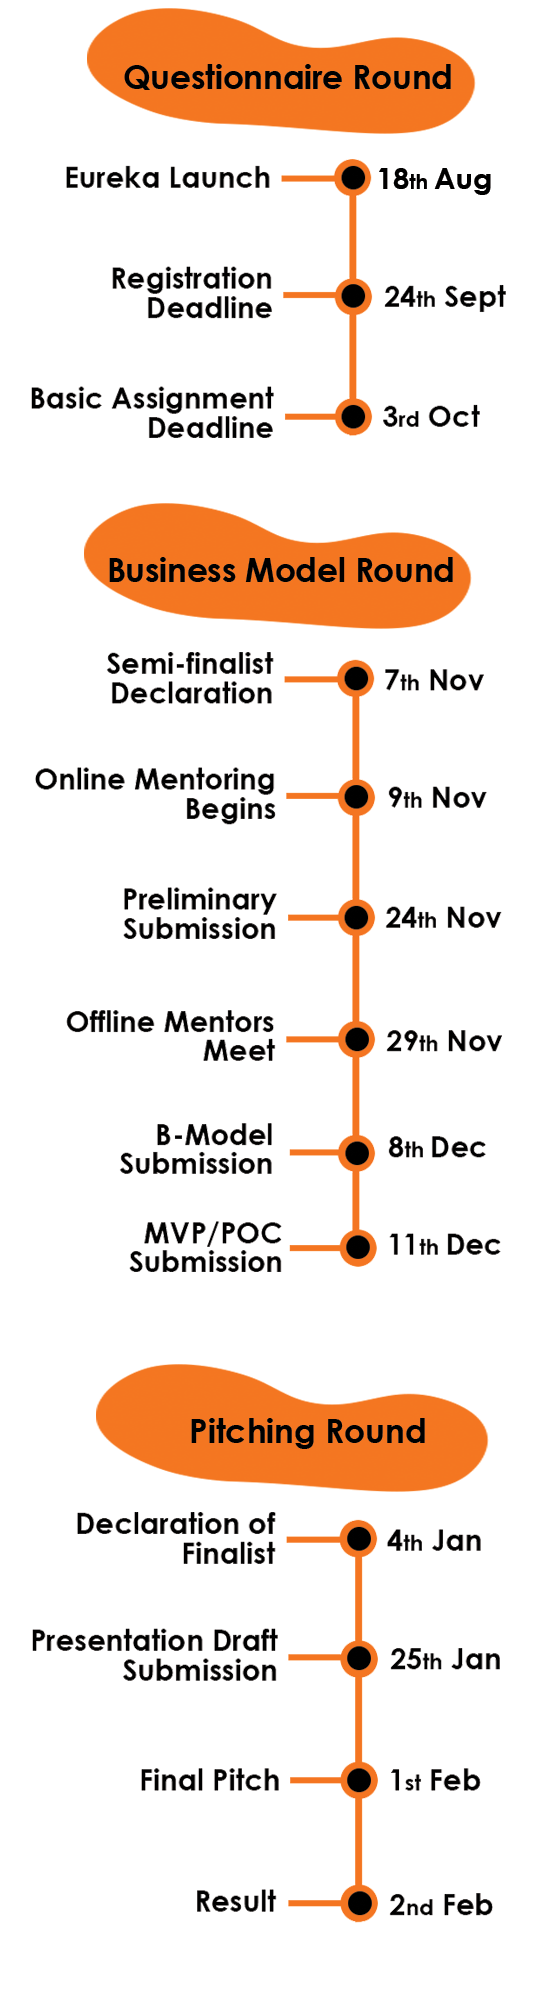 Questionnaire Round
Eureka Launch
18th Aug
Registration
Deadline
24th Sept
Basic Assignment
Deadline
3rd Oct
Business Model Round
Semi-finalist
Declaration
7th Nov
Online Mentoring
Begins
9th Nov
Preliminary
Submission
24th Nov
Offline Mentors
Meet
29th Nov
B-Model
Submission
8th Dec
MVP/POC
Submission
11th Dec
Pitching Round
Declaration of
Finalist
4th Jan
Presentation Draft
Submission
25th Jan
Final Pitch
1st Feb
Result
2nd Feb